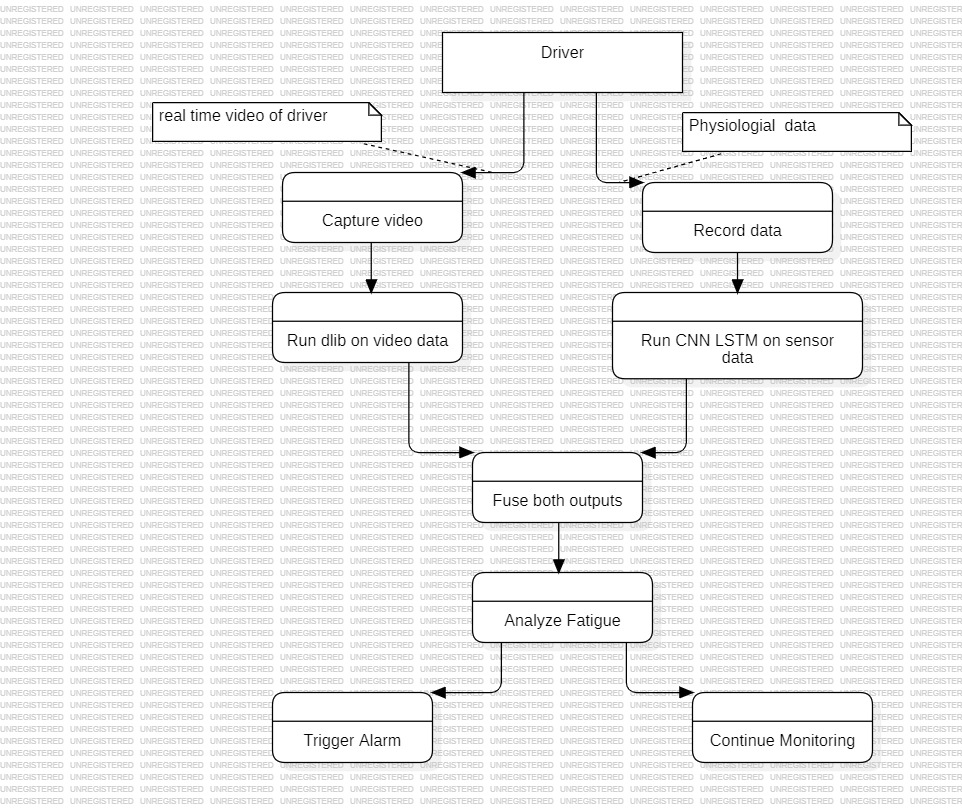 Driver
real time video of driver
Physiologial  data
Capture video
Record data
Run dlib on video data
Run CNN LSTM on sensor
data
Fuse both outputs
Analyze Fatigue
Trigger Alarm
Continue Monitoring
UNREGISTERED